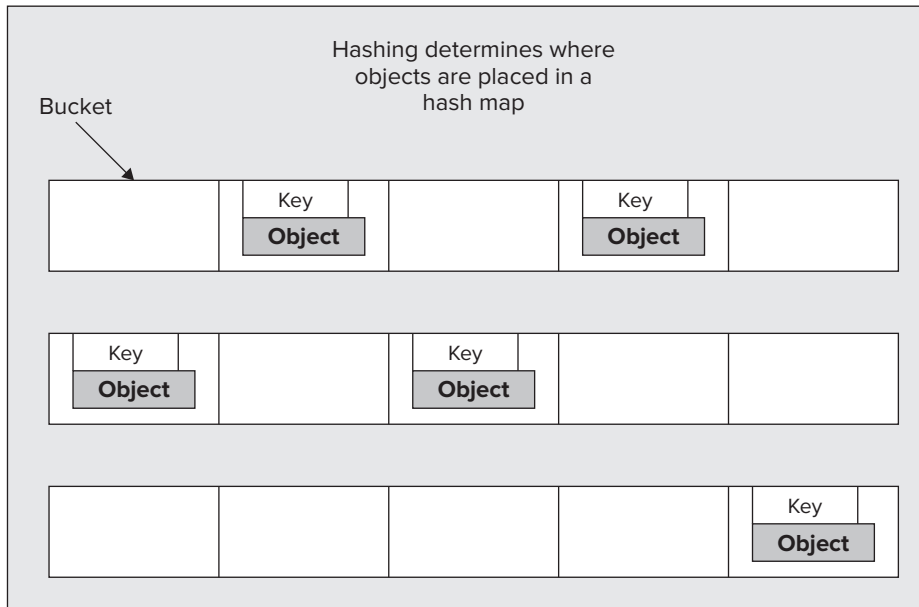 Hashing determines where
objects are placed in a
hash map
Bucket
Key
Object
Key
Object
Key
Object
Key
Object
Key
Object